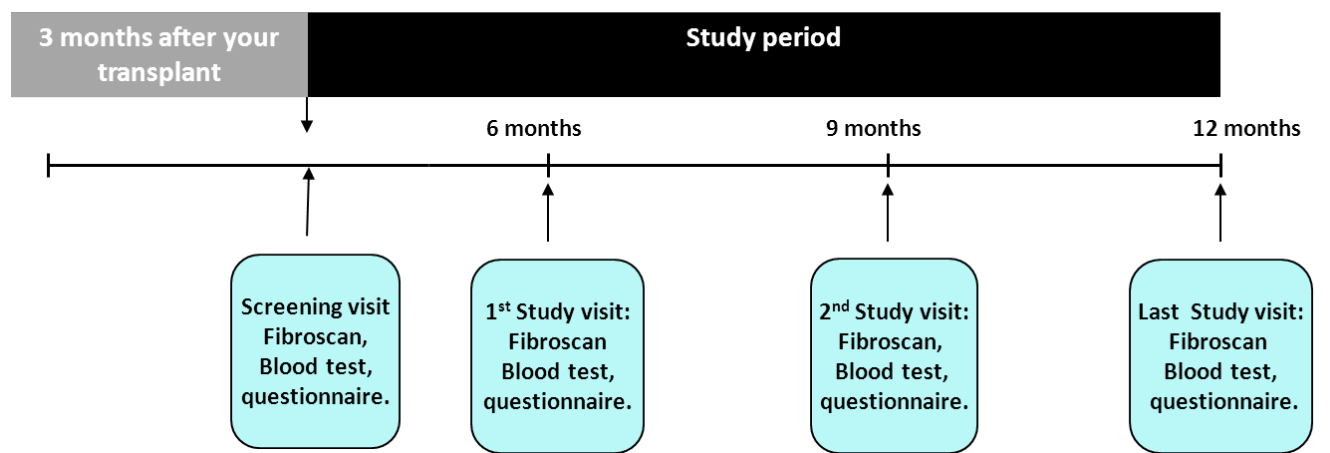 3 months after your
transplant
Study period
6 months
9 months
12 months
Screening visit
Fibroscan,
Blood test,
questionnaire.
1st Study visit:
Fibroscan
Blood test,
questionnaire.
2nd Study visit:
Fibroscan,
Blood test,
questionnaire.
Last Study visit:
Fibroscan
Blood test,
questionnaire.